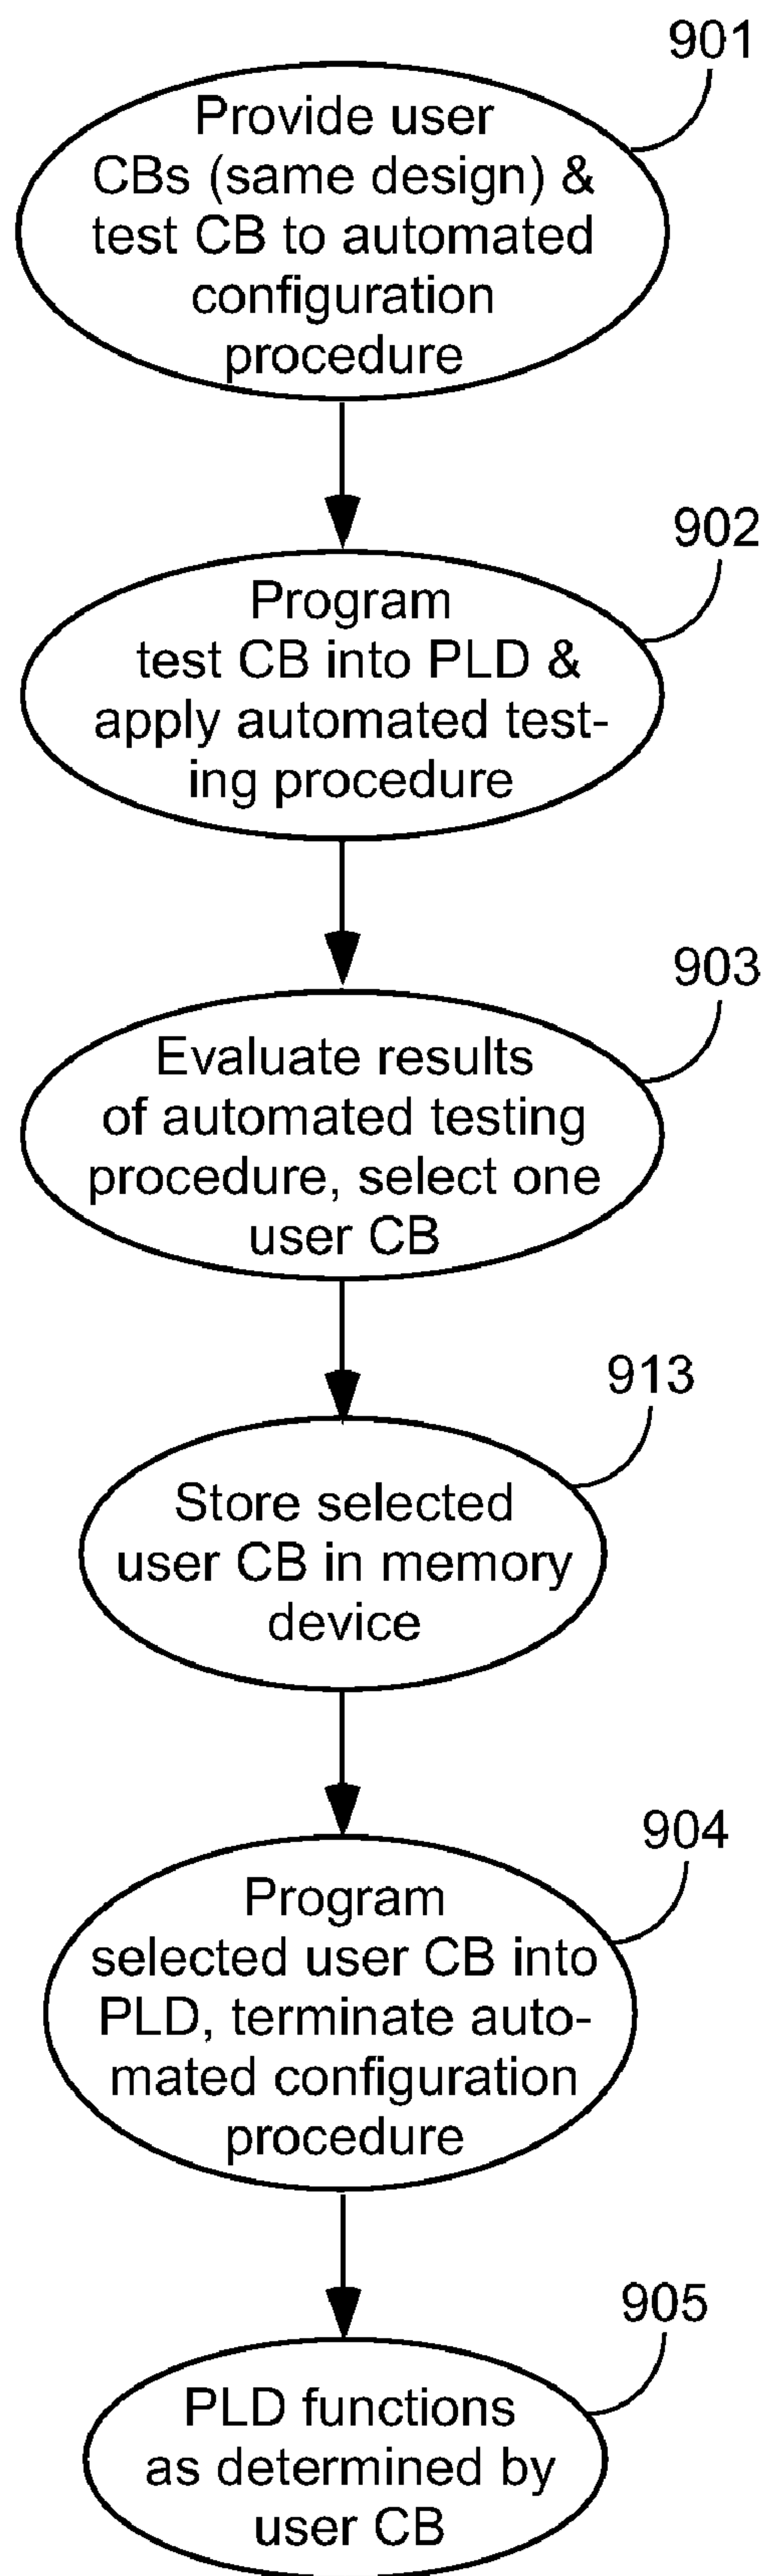 901
Provide user
CBs (same design) &
test CB to automated
configuration
procedure
902
Program
test CB into PLD &
apply automated test-
ing procedure
903
Evaluate results
of automated testing
procedure, select one
user CB
913
Store selected
user CB in memory
device
904
Program
selected user CB into
PLD, terminate auto-
mated configuration
procedure
905
PLD functions
as determined by
user CB